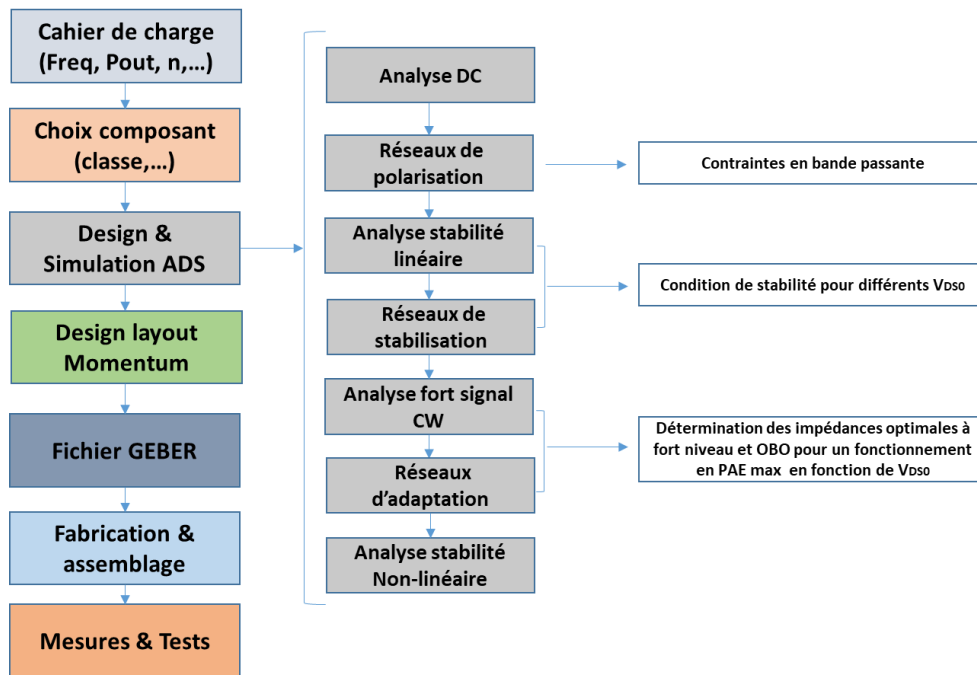 Cahier de charge
(Freq, Pout, n,...)
Choix composant
(classe,...)
Design &
Simulation ADS
Design layout
Momentum
Fichier GEBER
Fabrication &
assemblage
Mesures & Tests
Analyse DC
Réseaux de
polarisation
Analyse stabilité
linéaire
Réseaux de
stabilisation
Analyse fort signal
CW
Réseaux
d'adaptation
Analyse stabilité
Non-linéaire
Contraintes en bande passante
Condition de stabilité pour différents VDS0
Détermination des impédances optimales à
fort niveau et OBO pour un fonctionnement
en PAE max en fonction de VDS0